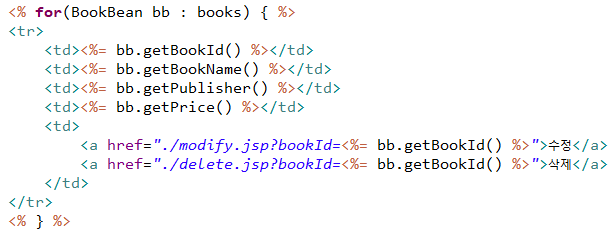 <% for(BookBean bb : books) { %>
<tr>
    <td><%= bb.getBookId() %></td>
    <td><%= bb.getBookName() %></td>
    <td><%= bb.getPublisher() %></td>
    <td><%= bb.getPrice() %></td>
    <td>
        <a href="./modify.jsp?bookId=<%= bb.getBookId() %>">수정</a>
        <a href="./delete.jsp?bookId=<%= bb.getBookId() %>">삭제</a>
    </td>
</tr>
<% } %>